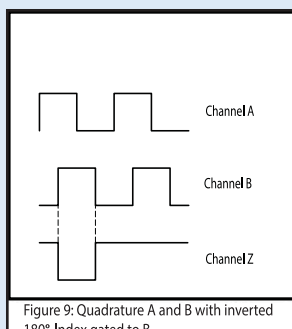 Channel A
Channel B
Channel Z
Figure 9: Quadrature A and B with inverted
180° Index gated to B